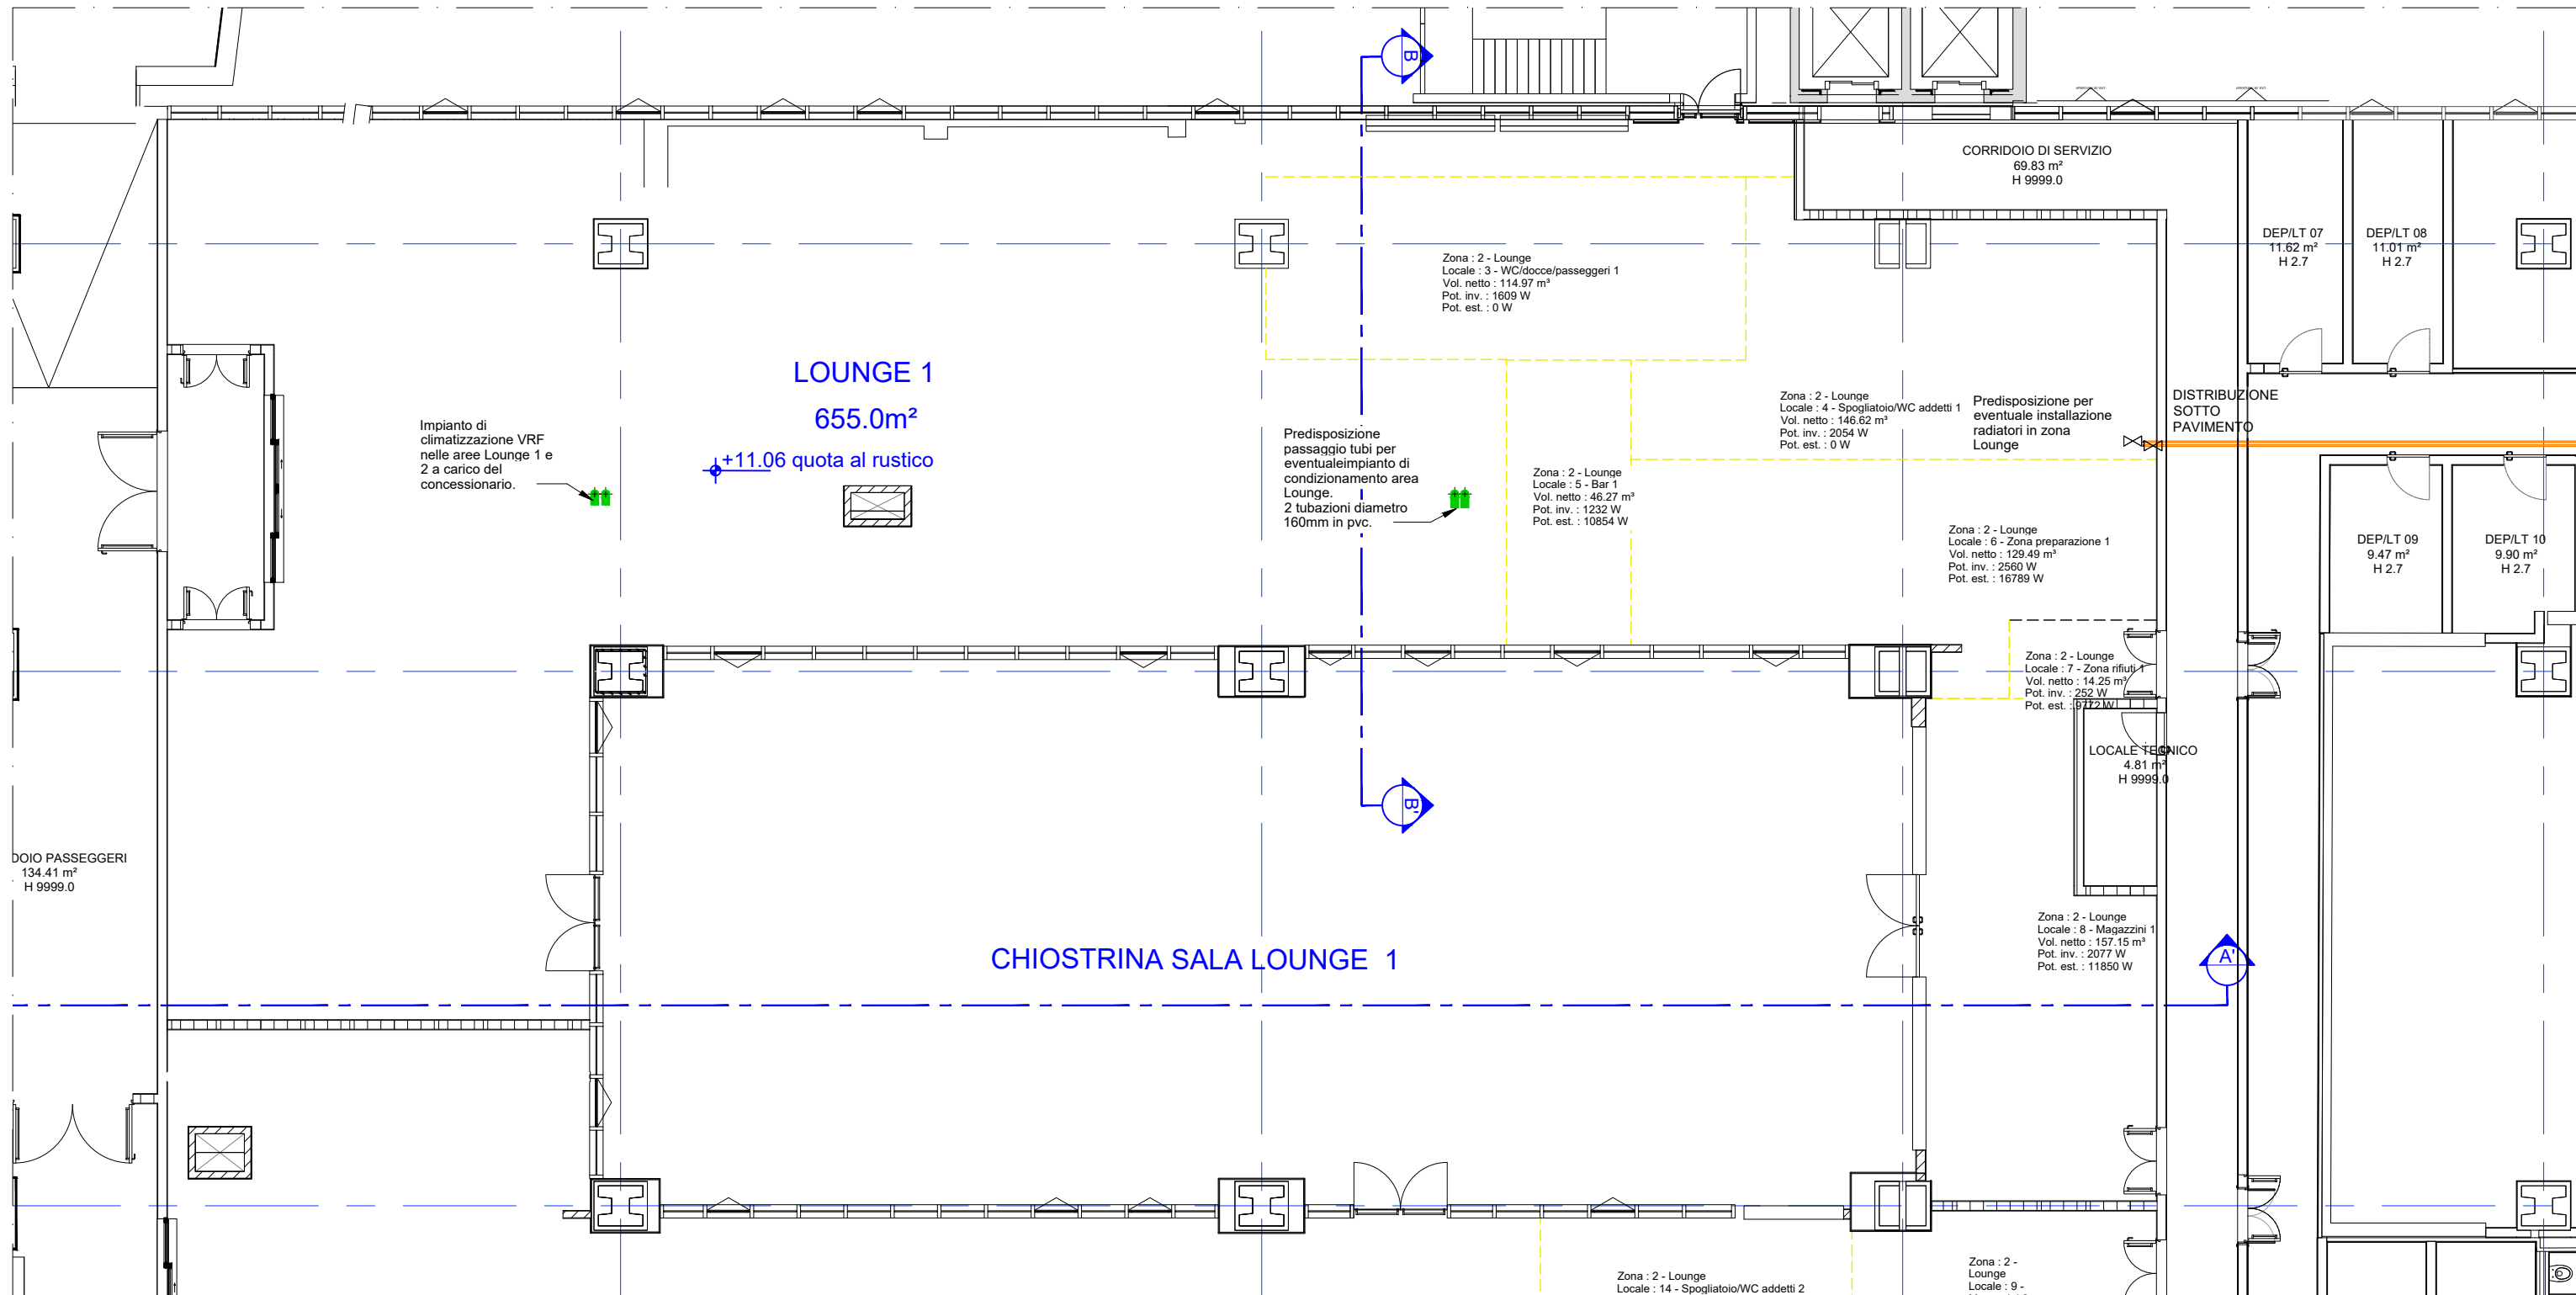 B
CORRIDOIO DI SERVIZIO
69.83 m²
H 9999.0
DEP/LT 07
11.62 m²
H 2.7
DEP/LT 08
11.01 m²
H 2.7
Zona : 2 - Lounge
Locale : 3 - WC/docce/passeggeri 1
Vol. netto : 114.97 m³
Pot. inv. : 1609 W
Pot. est. : 0 W
LOUNGE 1
655.0m²
+11.06 quota al rustico
Impianto di
climatizzazione VRF
nelle aree Lounge 1 e
2 a carico del
concessionario.
Predisposizione
passaggio tubi per
eventualeimpianto di
condizionamento area
Lounge.
2 tubazioni diametro
160mm in pvc.
Zona : 2 - Lounge
Locale : 4 - Spogliatoio/WC addetti 1
Vol. netto : 146.62 m³
Pot. inv. : 2054 W
Pot. est. : 0 W
Predisposizione per
eventuale installazione
radiatori in zona
Lounge
DISTRIBUZIONE
SOTTO
PAVIMENTO
Zona : 2 - Lounge
Locale : 5 - Bar 1
Vol. netto : 46.27 m³
Pot. inv. : 1232 W
Pot. est. : 10854 W
Zona : 2 - Lounge
Locale : 6 - Zona preparazione 1
Vol. netto : 129.49 m³
Pot. inv. : 2560 W
Pot. est. : 16789 W
DEP/LT 09
9.47 m²
H 2.7
DEP/LT 10
9.90 m²
H 2.7
Zona : 2 - Lounge
Locale : 7 - Zona rifiuti 1
Vol. netto : 14.25 m³
Pot. inv. : 252 W
Pot. est. : 9772 W
LOCALE TECNICO
4.81 m²
H 9999.0
B'
DOIO PASSEGGERI
134.41 m²
H 9999.0
CHIOSTRINA SALA LOUNGE 1
Zona : 2 - Lounge
Locale : 8 - Magazzini 1
Vol. netto : 157.15 m³
Pot. inv. : 2077 W
Pot. est. : 11850 W
A'
Zona : 2 - Lounge
Locale : 14 - Spogliatoio/WC addetti 2
Zona : 2 -
Lounge
Locale : 9 -